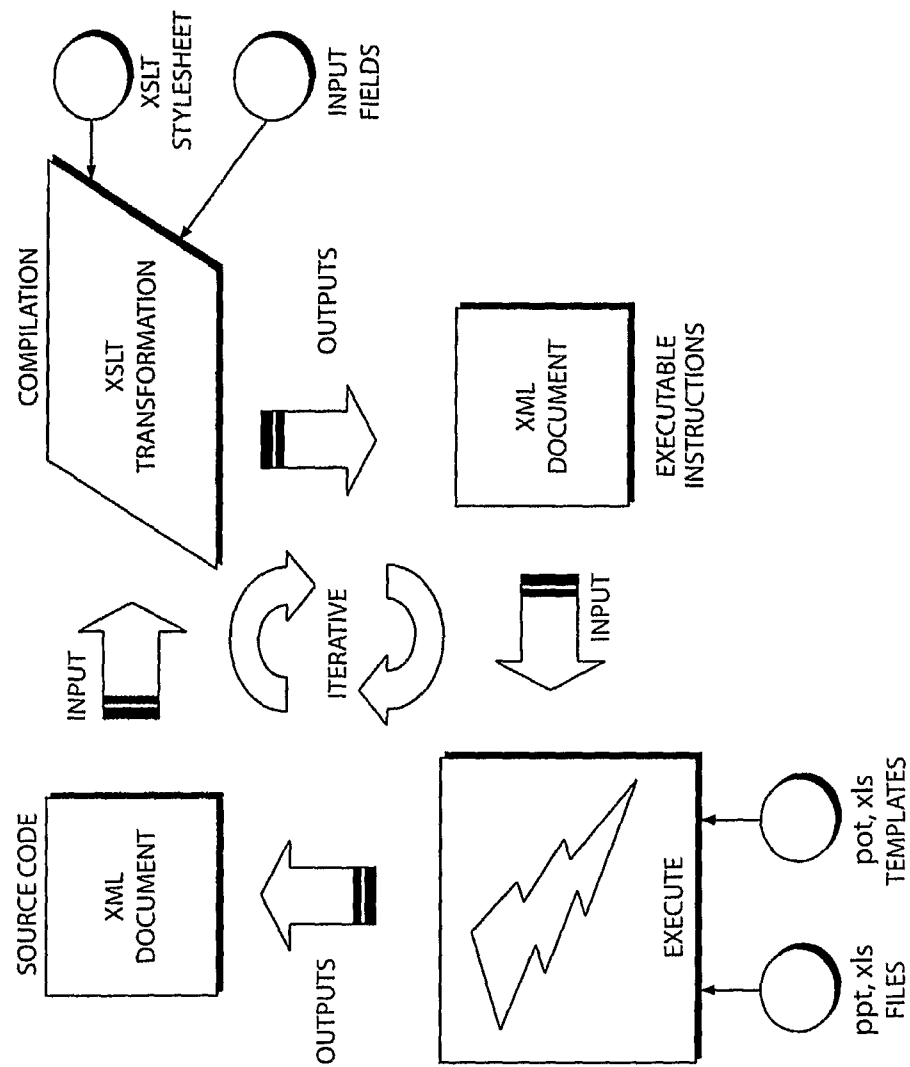 SOURCE CODE
XML
DOCUMENT
INPUT
COMPILATION
XSLT
TRANSFORMATION
XSLT
STYLESHEET
INPUT
FIELDS
OUTPUTS
ITERATIVE
OUTPUTS
XML
DOCUMENT
EXECUTABLE
INSTRUCTIONS
INPUT
EXECUTE
ppt, xls
FILES
pot, xls
TEMPLATES